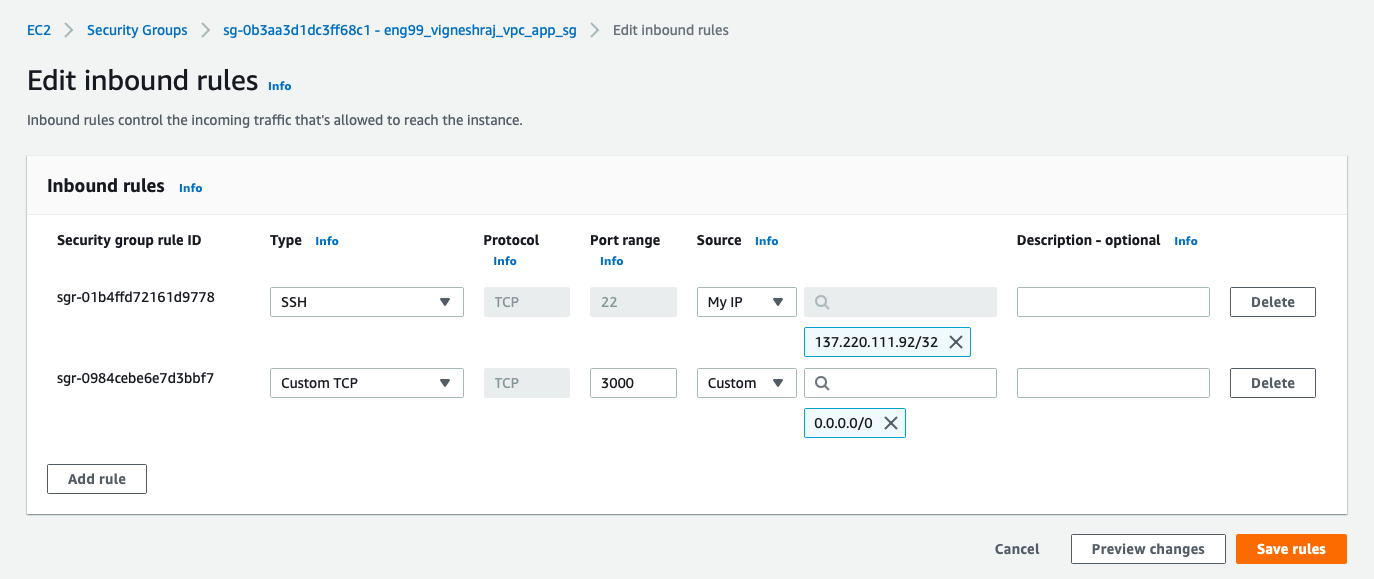 EC2 > Security Groups > sg-0b3aa3d1dc3ff68c1 - eng99_vigneshraj_vpc_app_sg > Edit inbound rules
Edit inbound rules Info
Inbound rules control the incoming traffic that's allowed to reach the instance.
Inbound rules Info
Security group rule ID Type Info Protocol Info Port range Info Source Info Description - optional Info
sgr-01b4ffd72161d9778 SSH TCP 22 My IP Delete
137.220.111.92/32
sgr-0984cebe6e7d3bbf7 Custom TCP TCP 3000 Custom Delete
0.0.0.0/0
Add rule
Cancel Preview changes Save rules